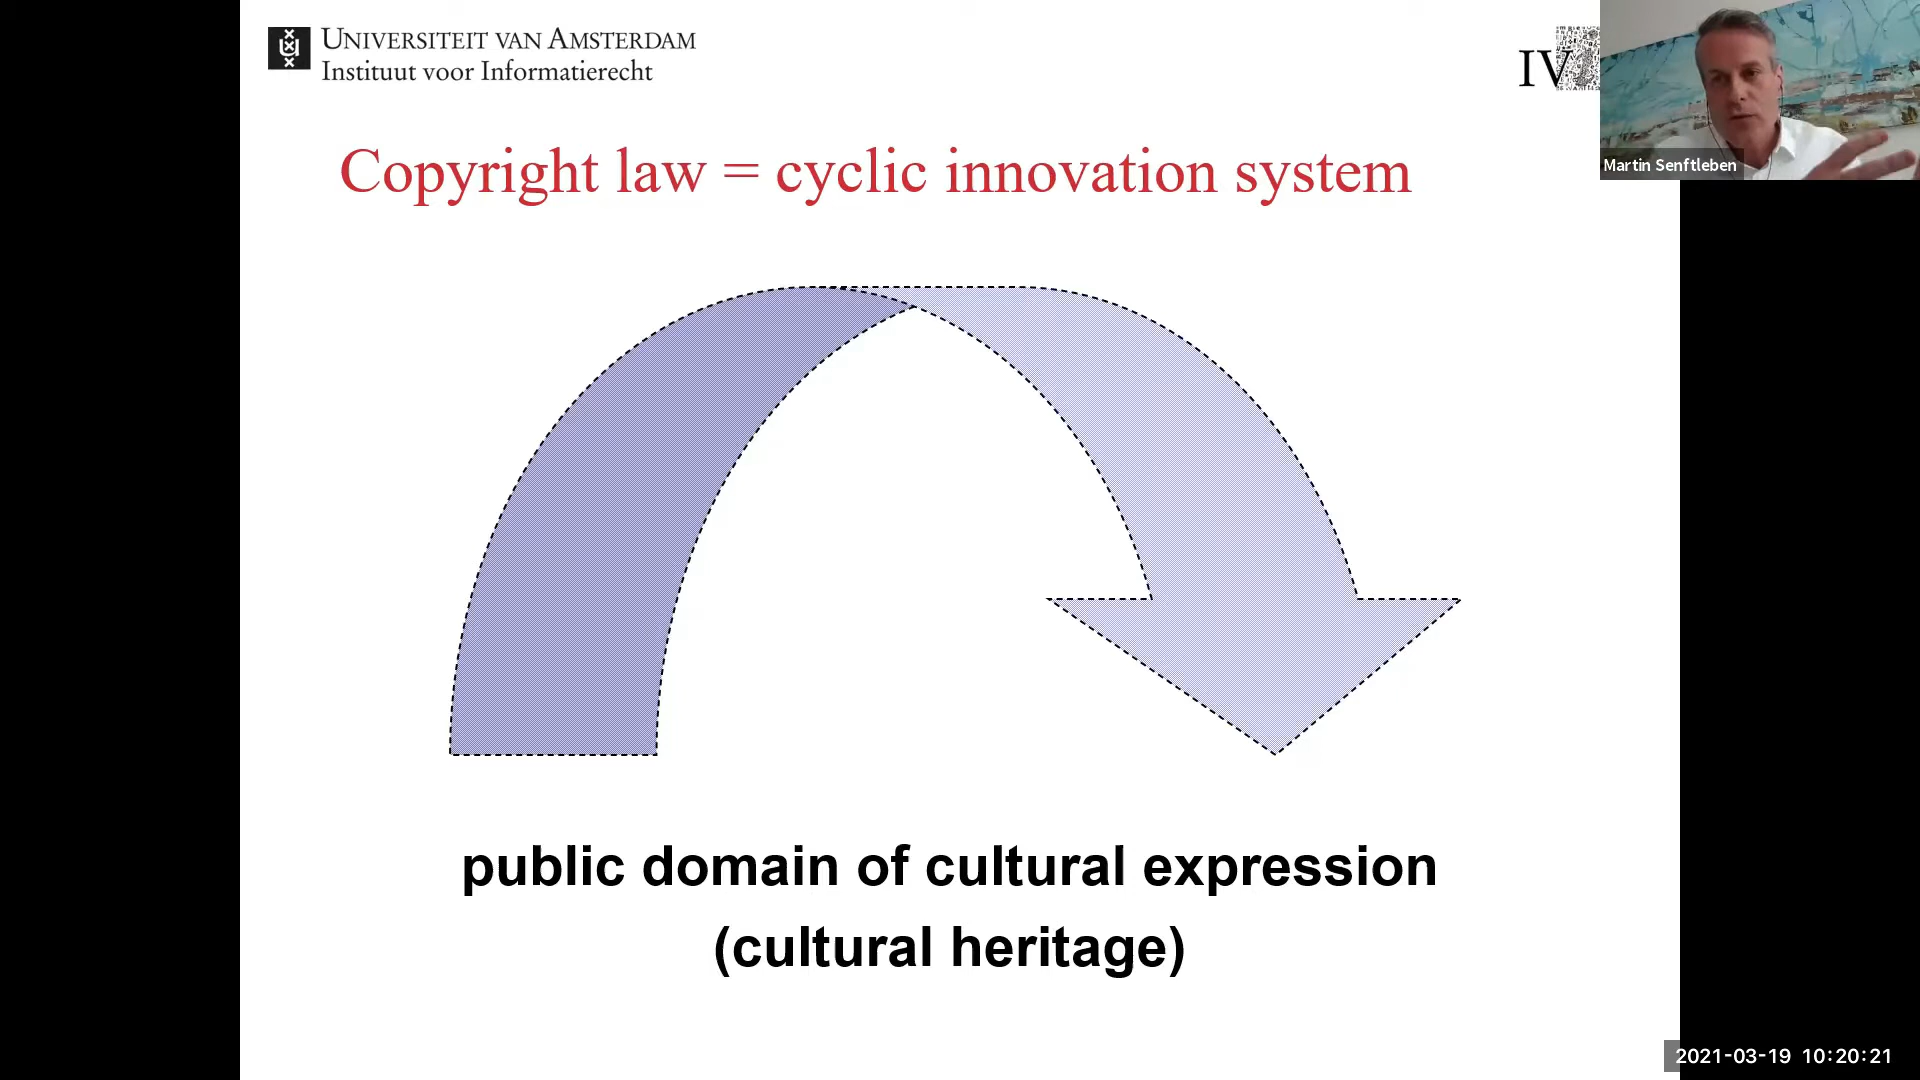 UNIVERSITEIT VAN AMSTERDAM
Instituut voor Informatierecht
IV
Martin Senftleben
Copyright law = cyclic innovation system
public domain of cultural expression
(cultural heritage)
2021-03-19 10:20:21